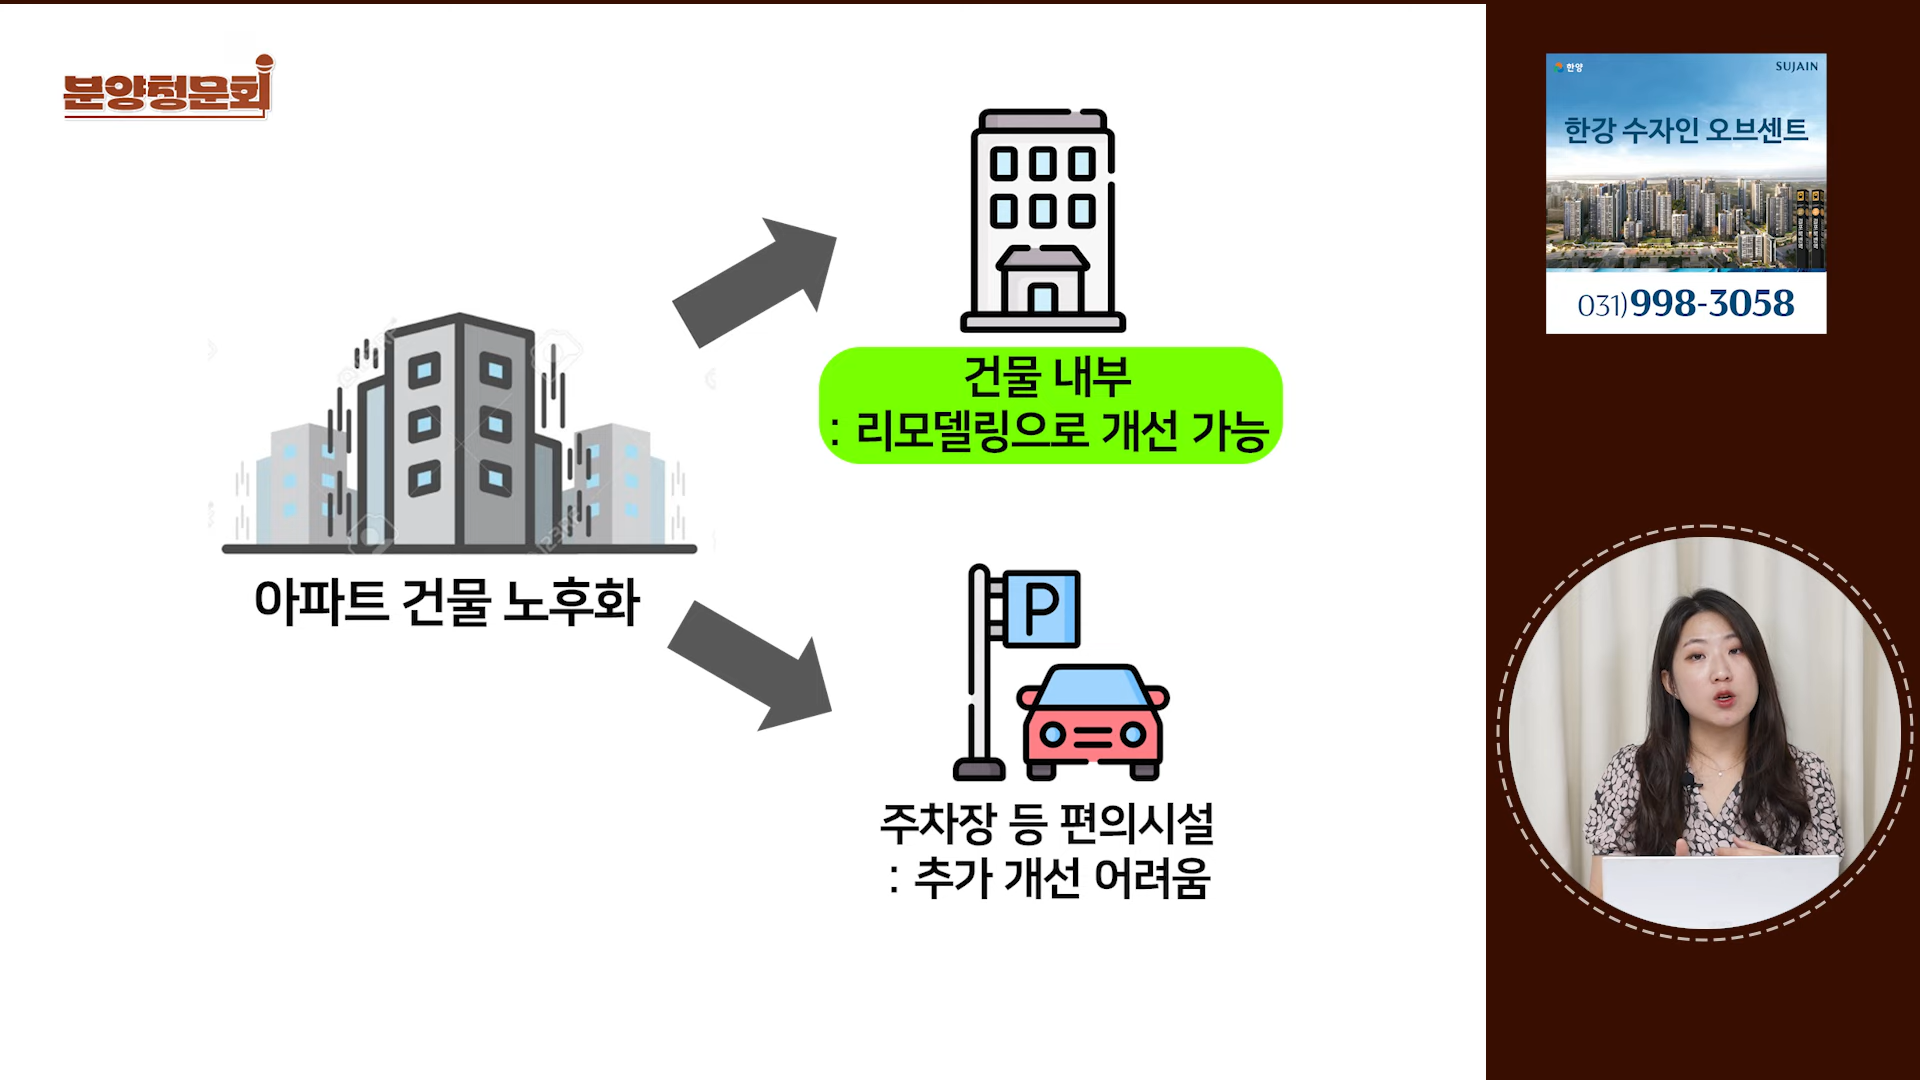 분양청문회
아파트 건물 노후화
건물 내부
: 리모델링으로 개선 가능
P
주차장 등 편의시설
: 추가 개선 어려움
한양
SUJAIN
한강 수자인 오브센트
031)998-3058